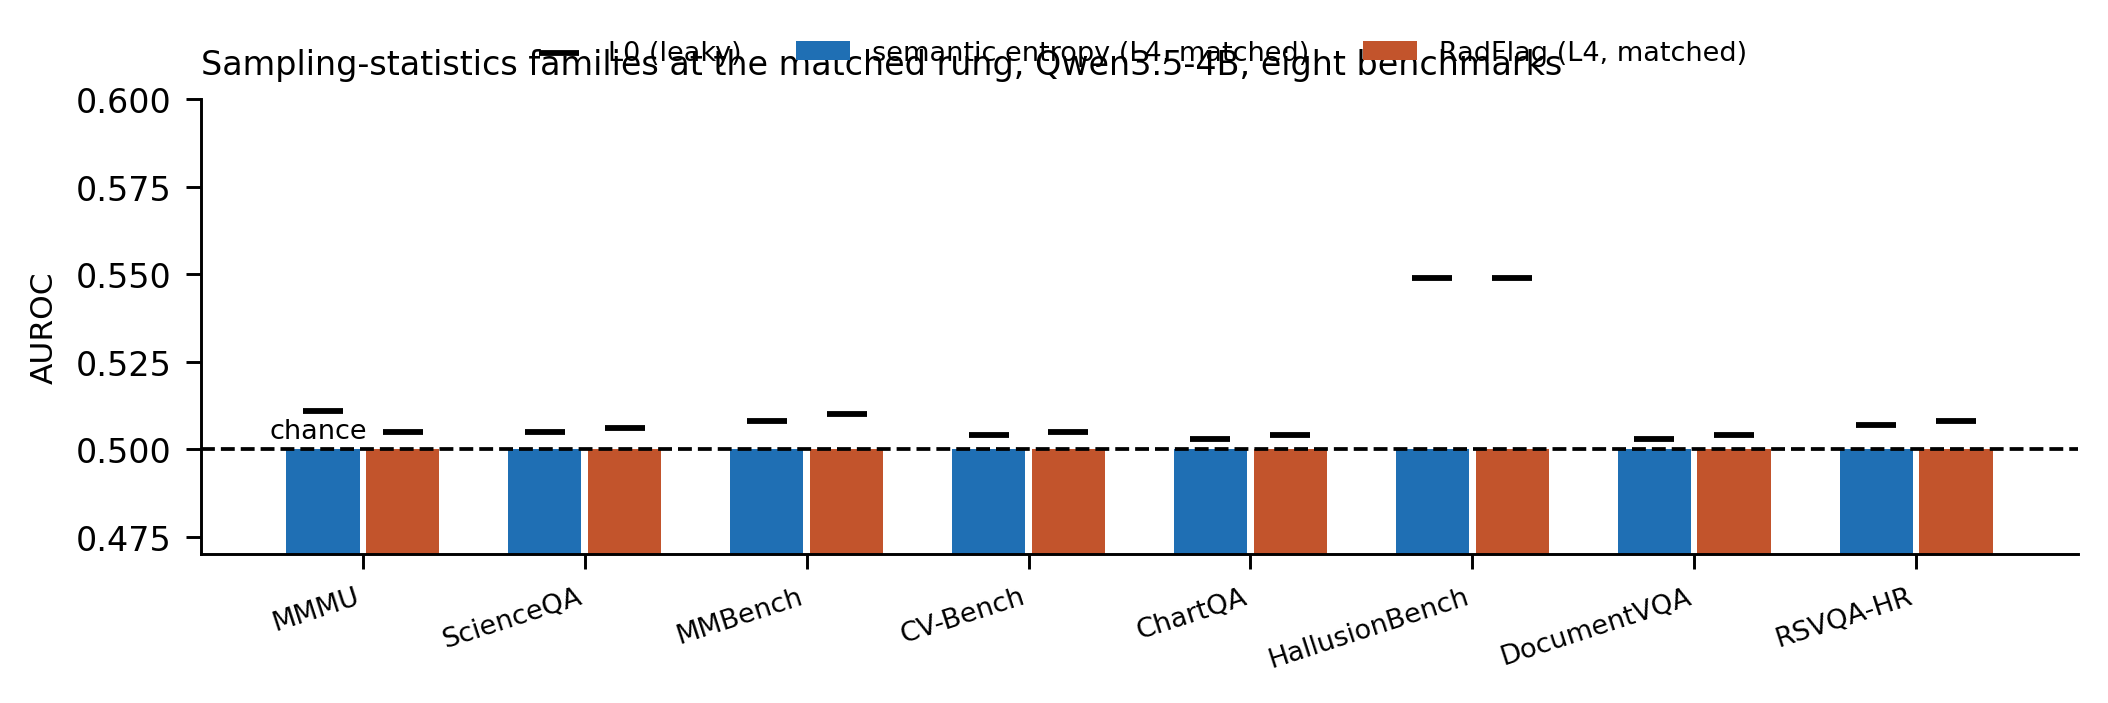 L0 (leaky) semantic entropy (L4, matched) RadFlag (L4, matched)
Sampling-statistics families at the matched rung, Qwen3.5-4B, eight benchmarks
0.600
0.575
0.550
0.525
0.500
0.475
AUROC
chance
MMMU
ScienceQA
MMBench
CV-Bench
ChartQA
HallusionBench
DocumentVQA
RSVQA-HR